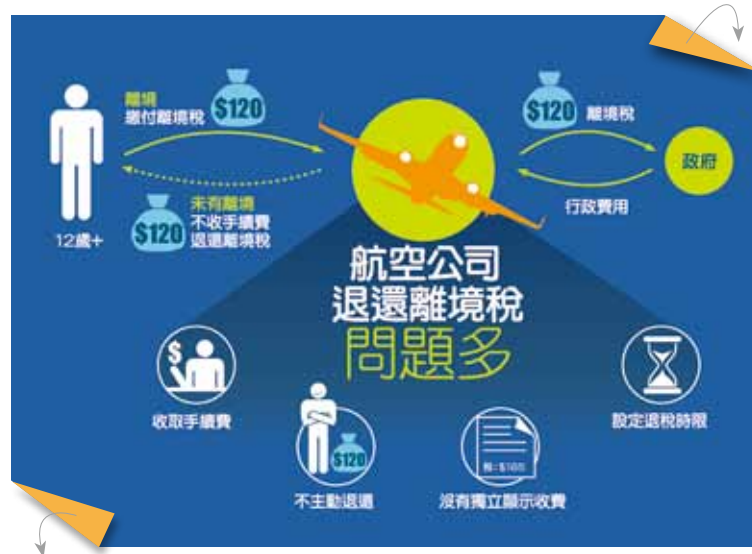 離境
繳付離境稅
$120
12歲+
$120
未有離境
不收手續費
退還離境稅
$120
離境稅
政府
行政費用
航空公司
退還離境稅
問題多
$
收取手續費
$120
不主動退還
沒有獨立顯示收費
設定退稅時限